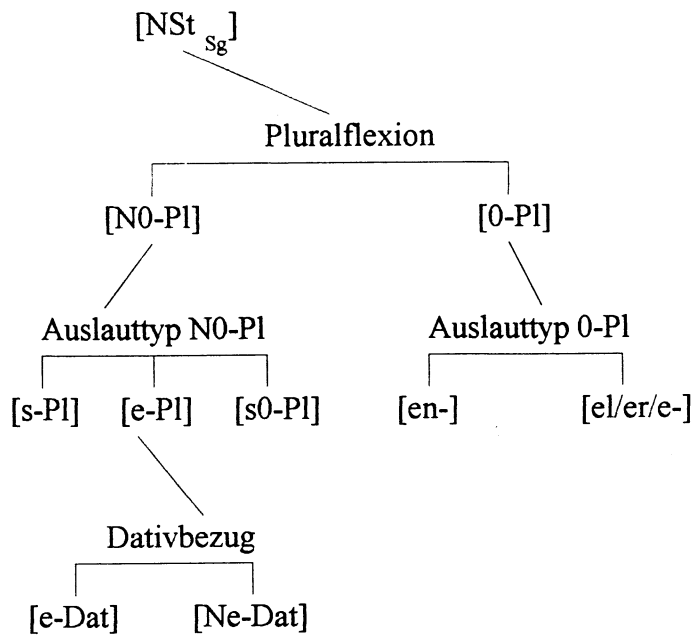 [NSt Sg]
Pluralflexion
[N0-Pl] [0-Pl]
Auslauttyp N0-Pl Auslauttyp 0-Pl
[s-Pl] [e-Pl] [s0-Pl] [en-] [el/er/e-]
Dativbezug
[e-Dat] [Ne-Dat]